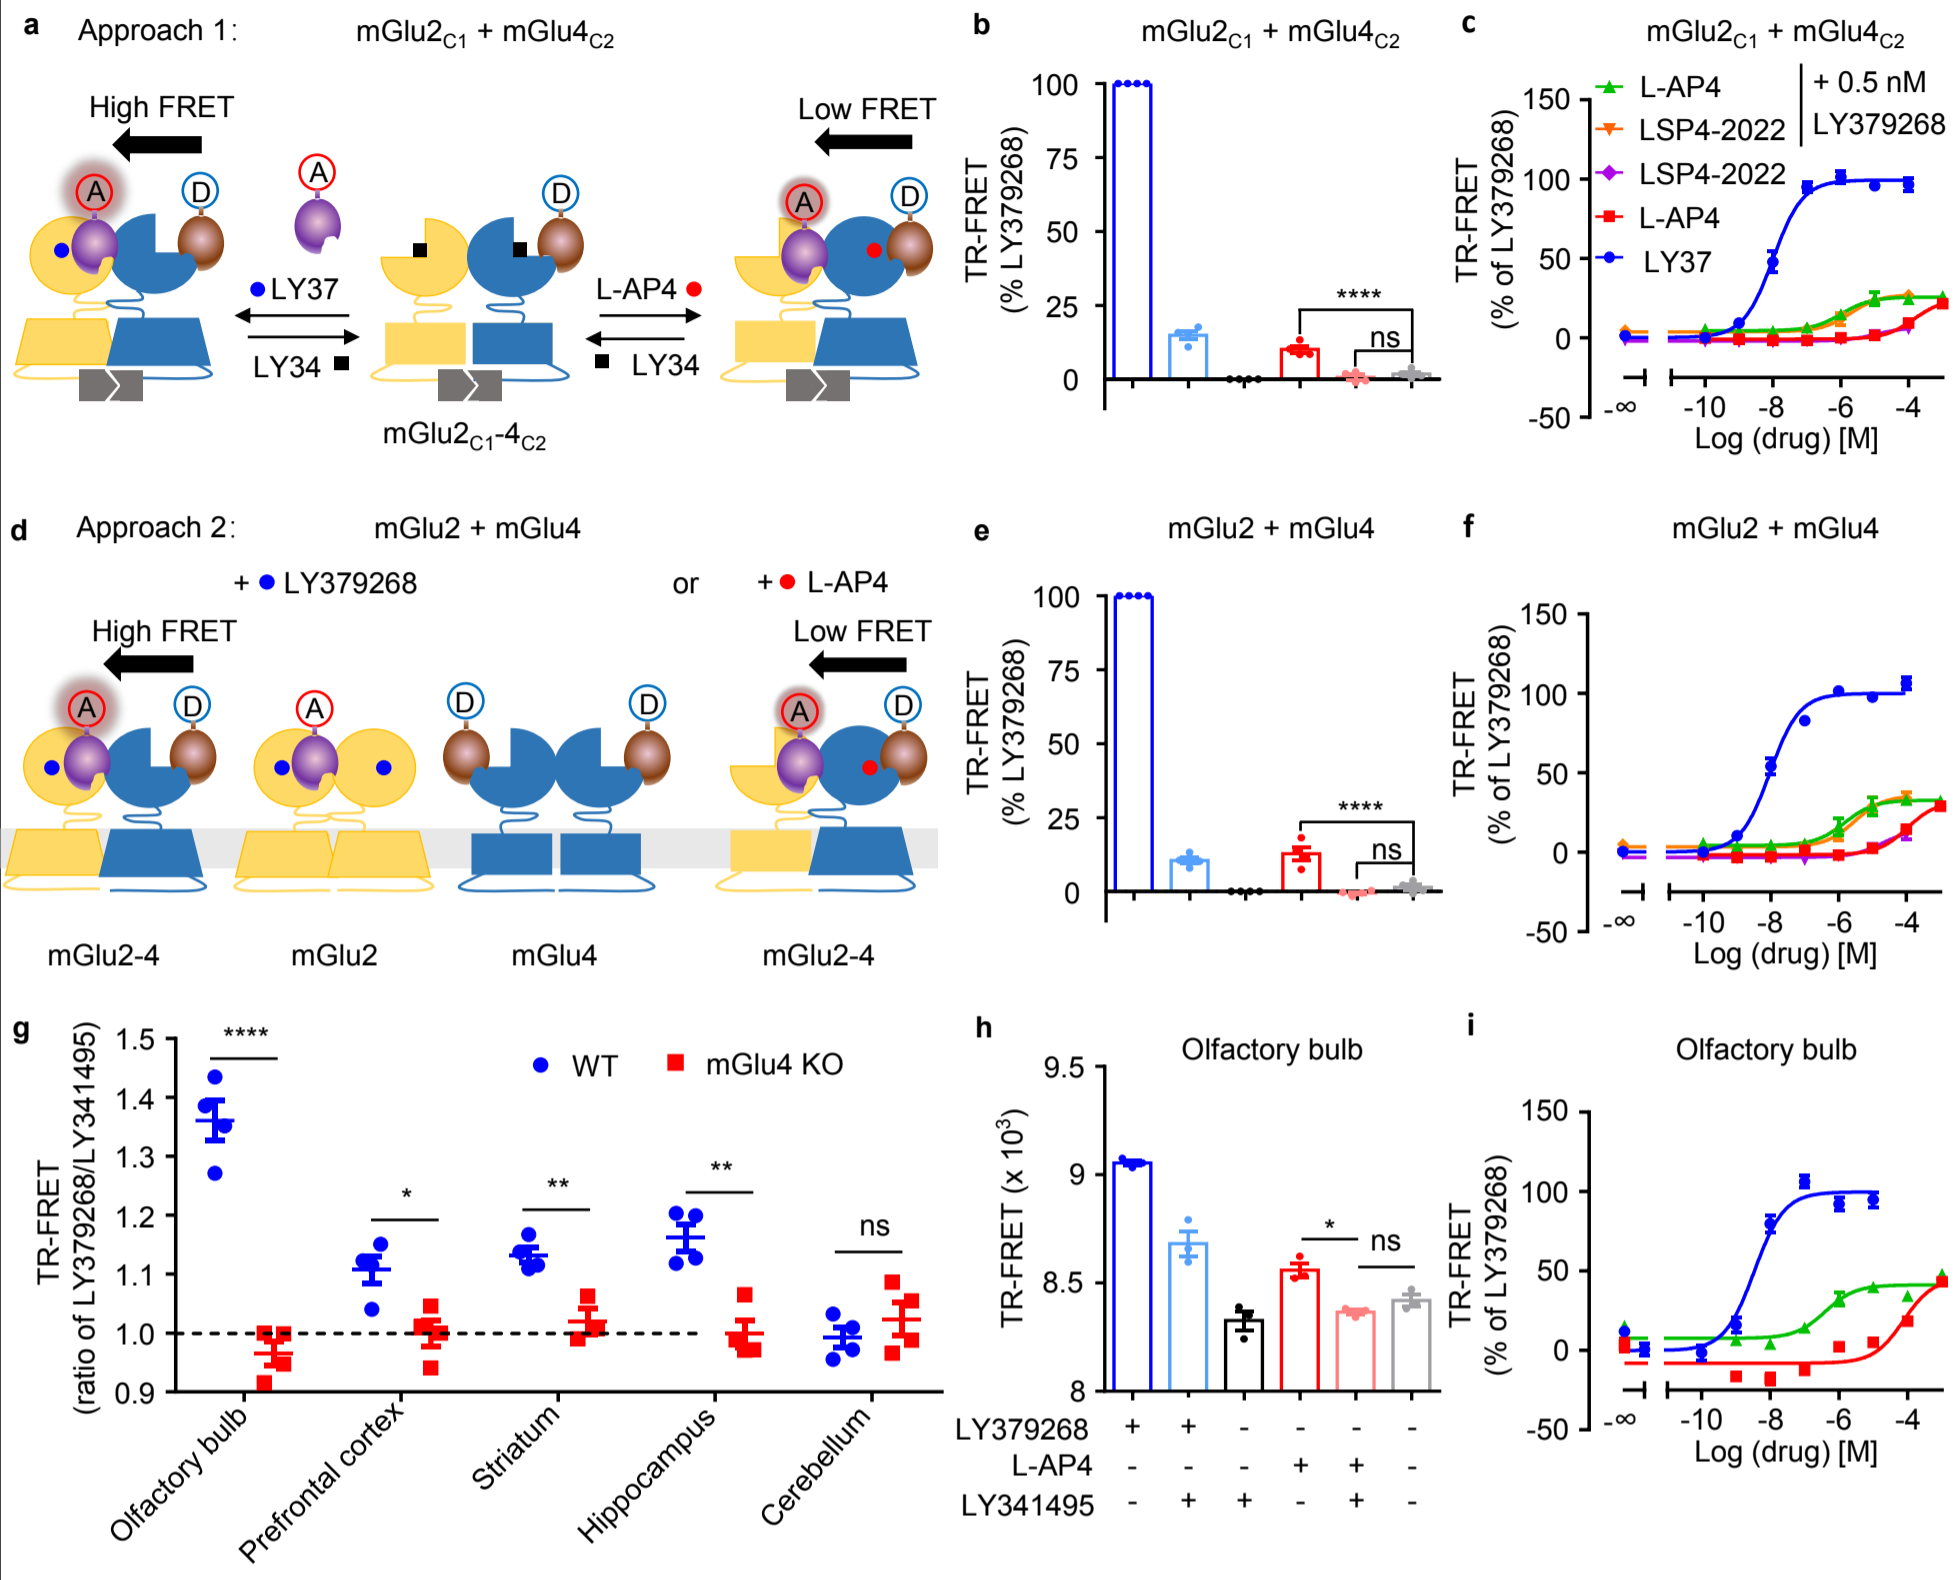 a
Approach 1:
mGlu2C1 + mGlu4C2
High FRET
A
D
A
D
Low FRET
A
D
LY37
LY34
L-AP4
LY34
mGlu2C1-4C2
b
mGlu2C1 + mGlu4C2
TR-FRET
(% LY379268)
100
75
50
25
0
****
ns
c
mGlu2C1 + mGlu4C2
L-AP4
LSP4-2022
LSP4-2022
L-AP4
LY37
+ 0.5 nM
LY379268
TR-FRET
(% of LY379268)
150
100
50
0
-50
-∞
-10
-8
-6
-4
Log (drug) [M]
d
Approach 2:
mGlu2 + mGlu4
+ LY379268
or
+ L-AP4
High FRET
Low FRET
A
D
A
D
D
A
D
mGlu2-4
mGlu2
mGlu4
mGlu2-4
e
mGlu2 + mGlu4
TR-FRET
(% LY379268)
100
75
50
25
0
****
ns
f
mGlu2 + mGlu4
TR-FRET
(% of LY379268)
150
100
50
0
-50
-∞
-10
-8
-6
-4
Log (drug) [M]
g
TR-FRET
(ratio of LY379268/LY341495)
1.5
1.4
1.3
1.2
1.1
1.0
0.9
WT
mGlu4 KO
****
*
**
**
ns
Olfactory bulb
Prefrontal cortex
Striatum
Hippocampus
Cerebellum
h
Olfactory bulb
TR-FRET (x 10³)
9.5
9
8.5
8
*
ns
LY379268 + + - - - -
L-AP4 - - - + + -
LY341495 - + + - + -
i
Olfactory bulb
TR-FRET
(% of LY379268)
150
100
50
0
-50
-∞
-10
-8
-6
-4
Log (drug) [M]